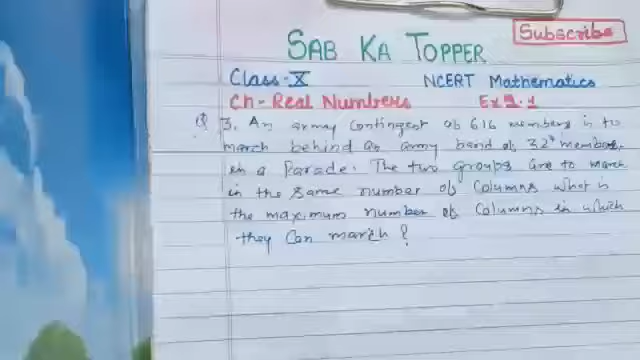 Subscribe
SAB KA TOPPER
Class-X NCERT Mathematics
Ch- Real Numbers Ex 1.1
Q 3. An army contingent of 616 members is to
march behind an army band of 32 members
in a Parade. The two groups are to march
in the same number of Columns what is
the maximum number of Columns in which
they Can march?